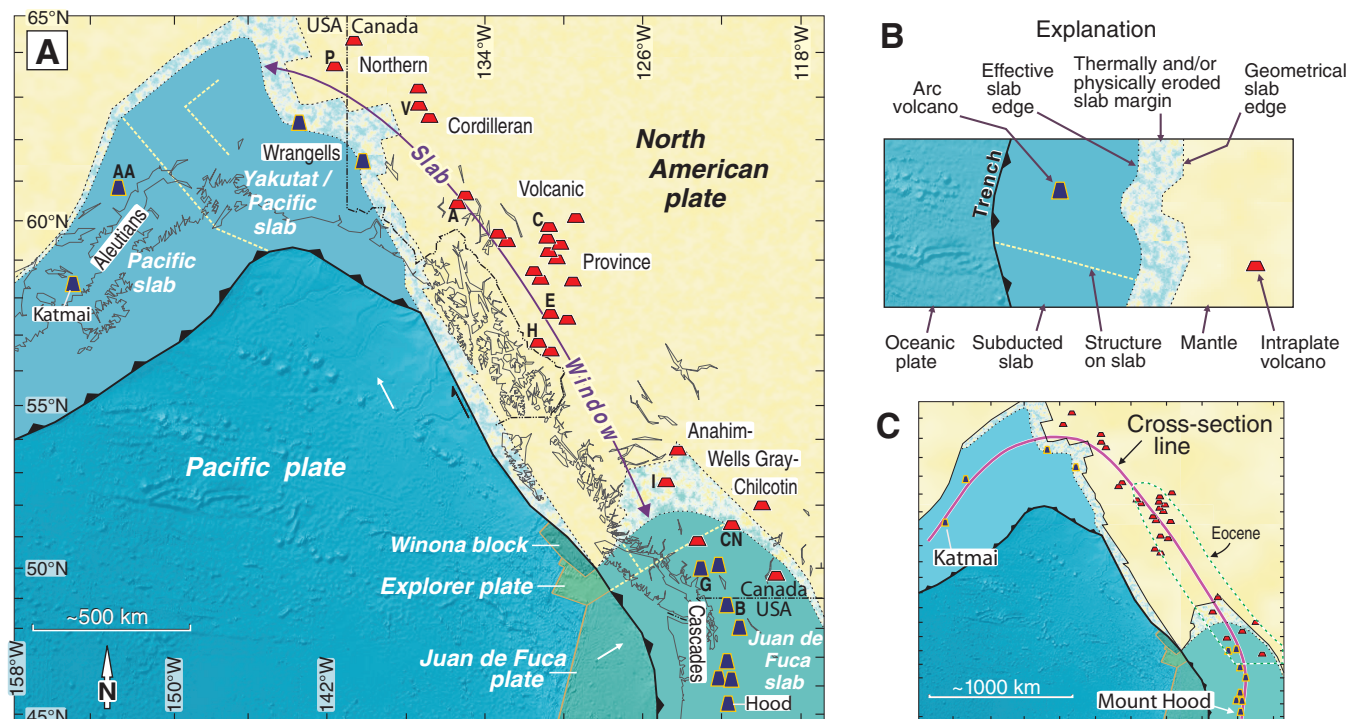 A
65°N
60°N
55°N
50°N
45°N
158°W
150°W
142°W
134°W
126°W
118°W
USA
Canada
P
Northern
V
Cordilleran
Volcanic
Province
North
American
plate
Slab
Window
A
C
E
H
Wrangells
Yakutat /
Pacific
slab
AA
Aleutians
Pacific
slab
Katmai
Pacific plate
Anahim-
Wells Gray-
Chilcotin
I
CN
G
B
Canada
USA
Winona block
Explorer plate
Juan de Fuca
plate
Cascades
Juan de
Fuca
slab
Hood
~500 km
N
B
Explanation
Arc
volcano
Effective
slab
edge
Thermally and/or
physically eroded
slab margin
Geometrical
slab
edge
Trench
Oceanic
plate
Subducted
slab
Structure
on slab
Mantle
Intraplate
volcano
C
Cross-section
line
Katmai
Eocene
~1000 km
Mount Hood